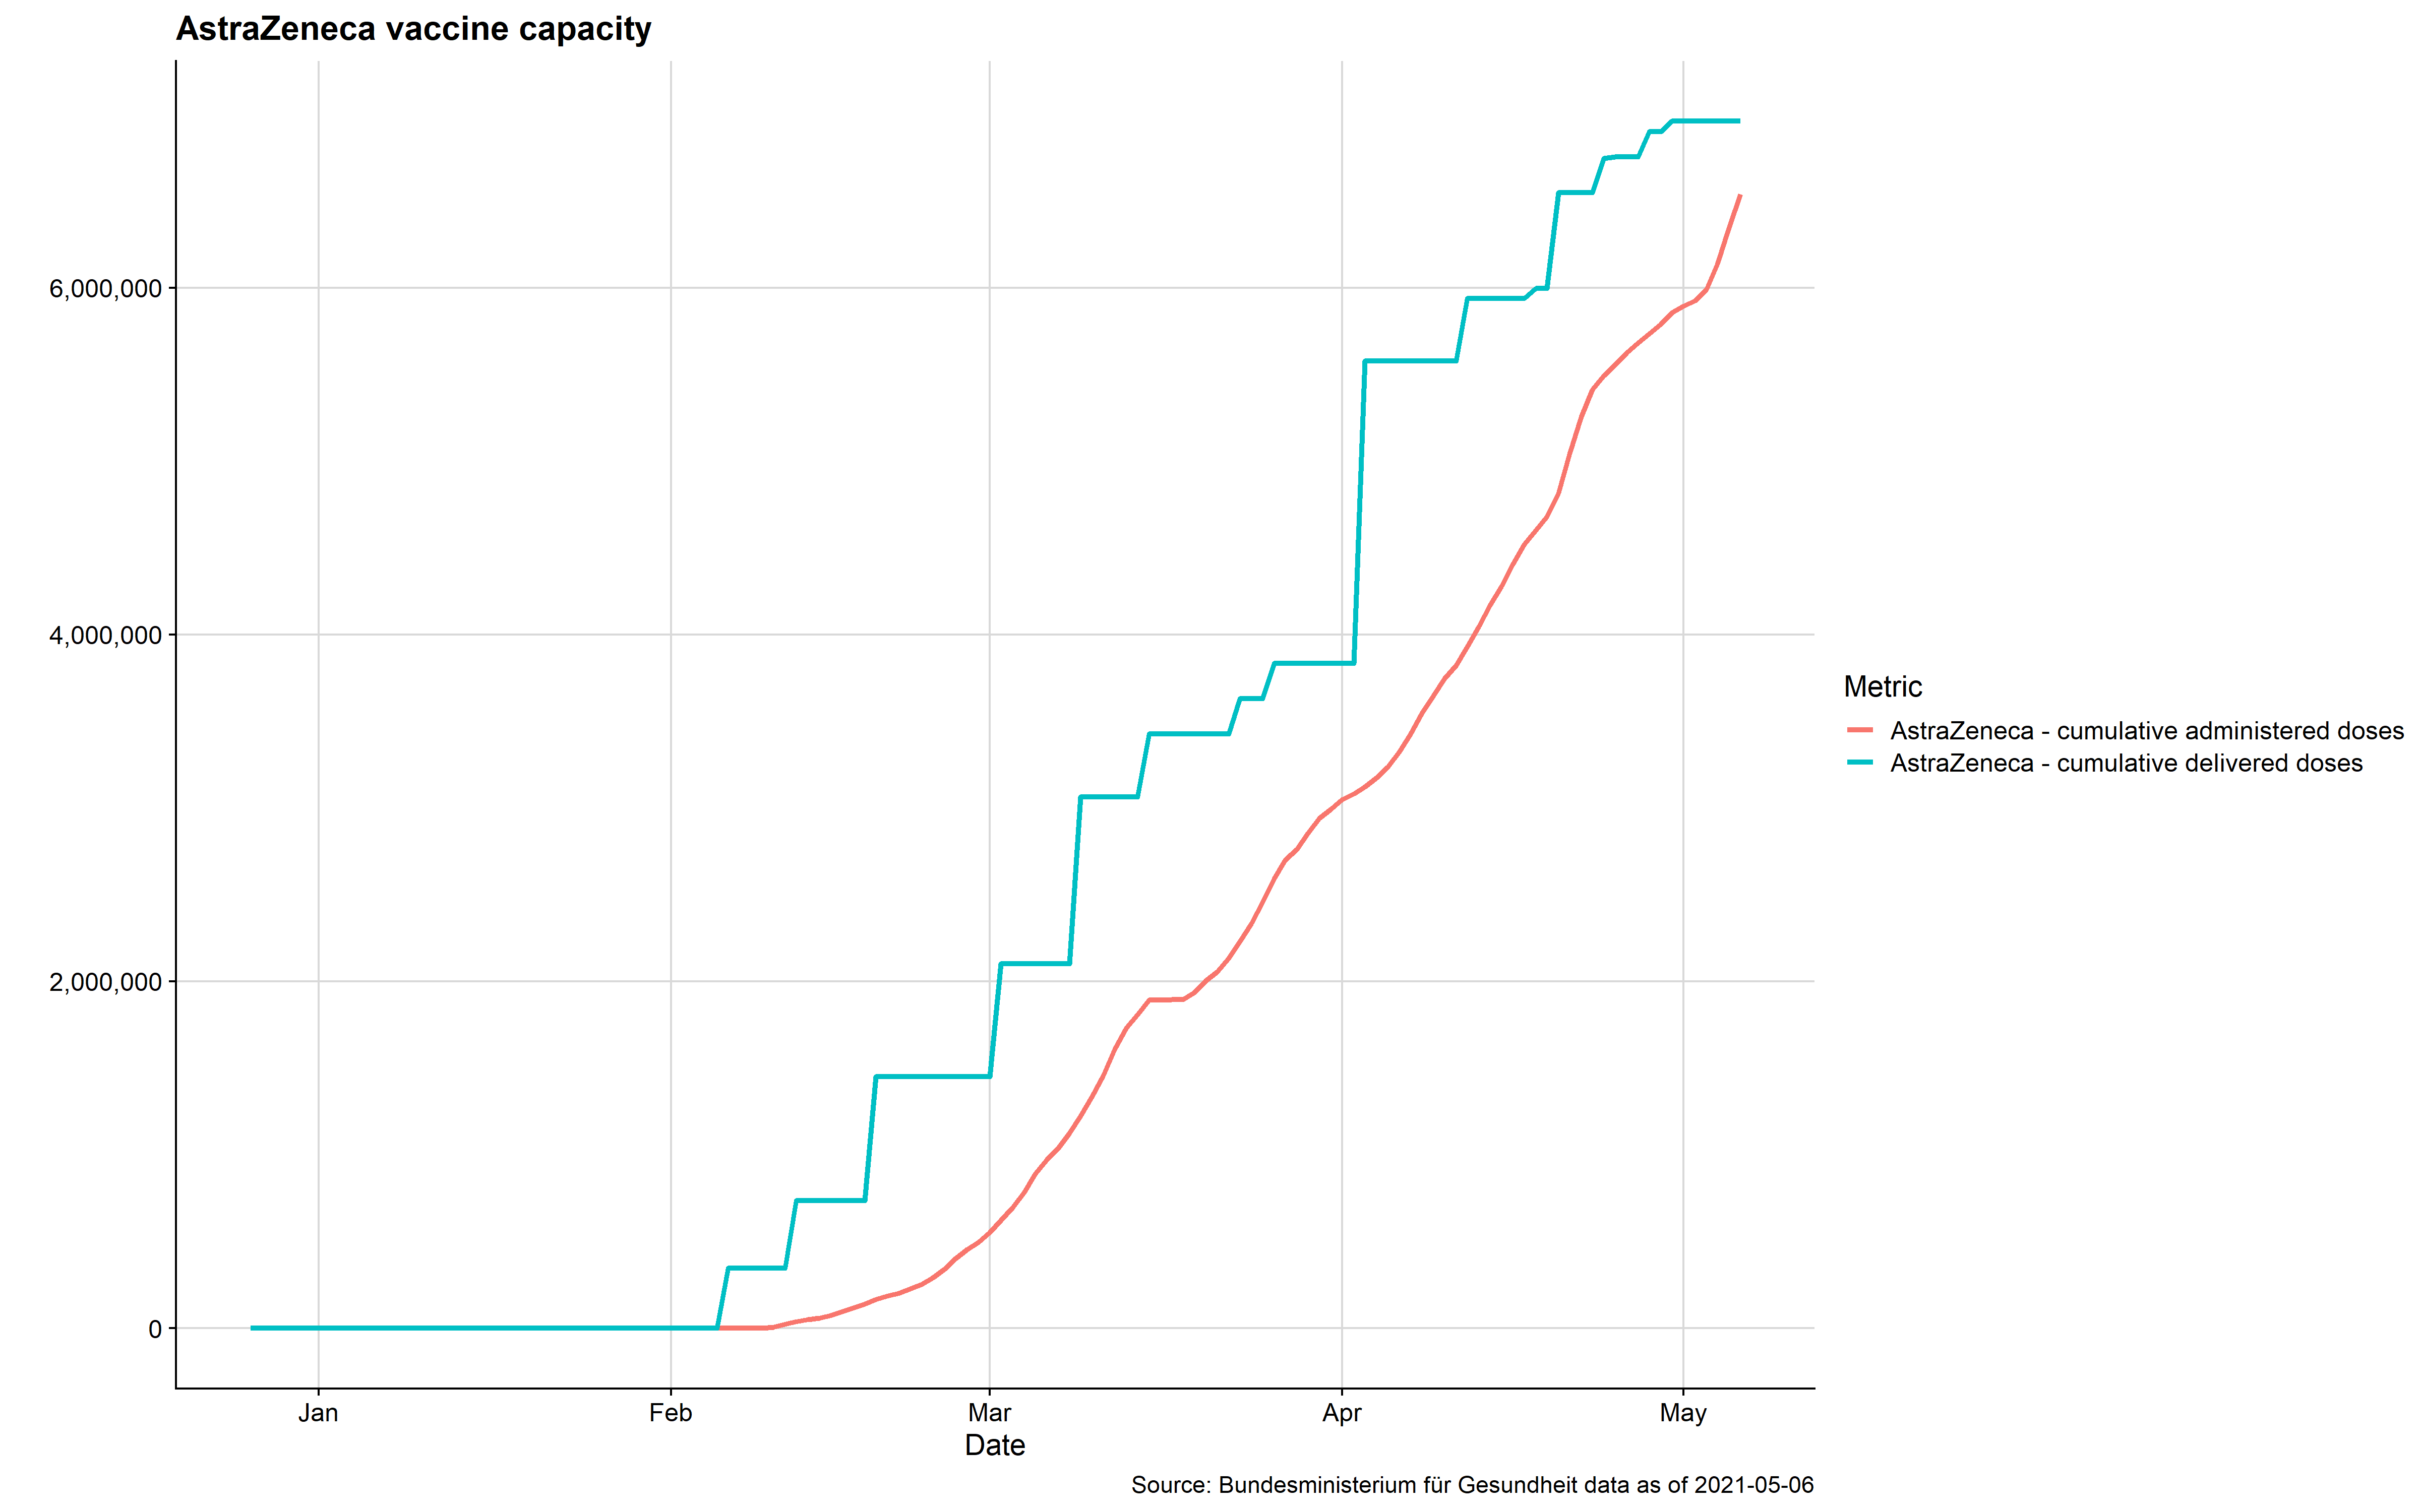 AstraZeneca vaccine capacity
6,000,000
4,000,000
2,000,000
0
Jan Feb Mar Apr May
Date
Metric
AstraZeneca - cumulative administered doses
AstraZeneca - cumulative delivered doses
Source: Bundesministerium für Gesundheit data as of 2021-05-06